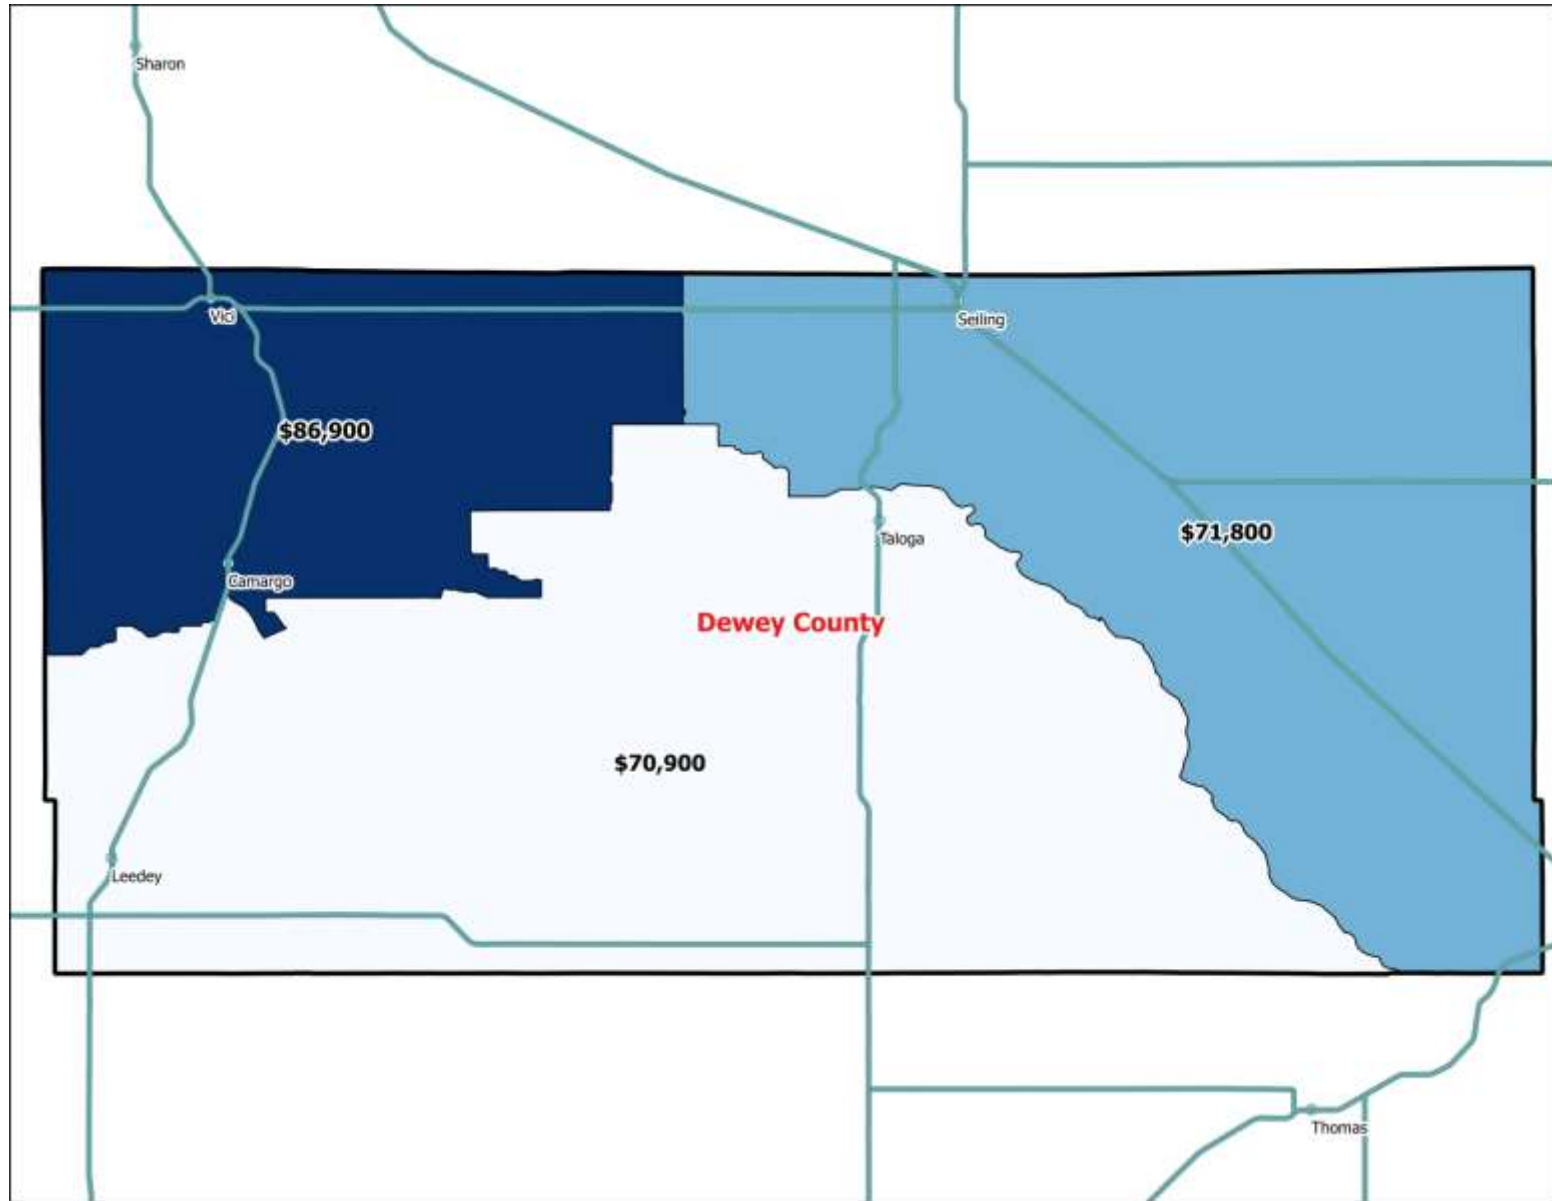 Sharon
Vici
Seiling
$86,900
$71,800
Taloga
Camargo
Dewey County
$70,900
Leedey
Thomas